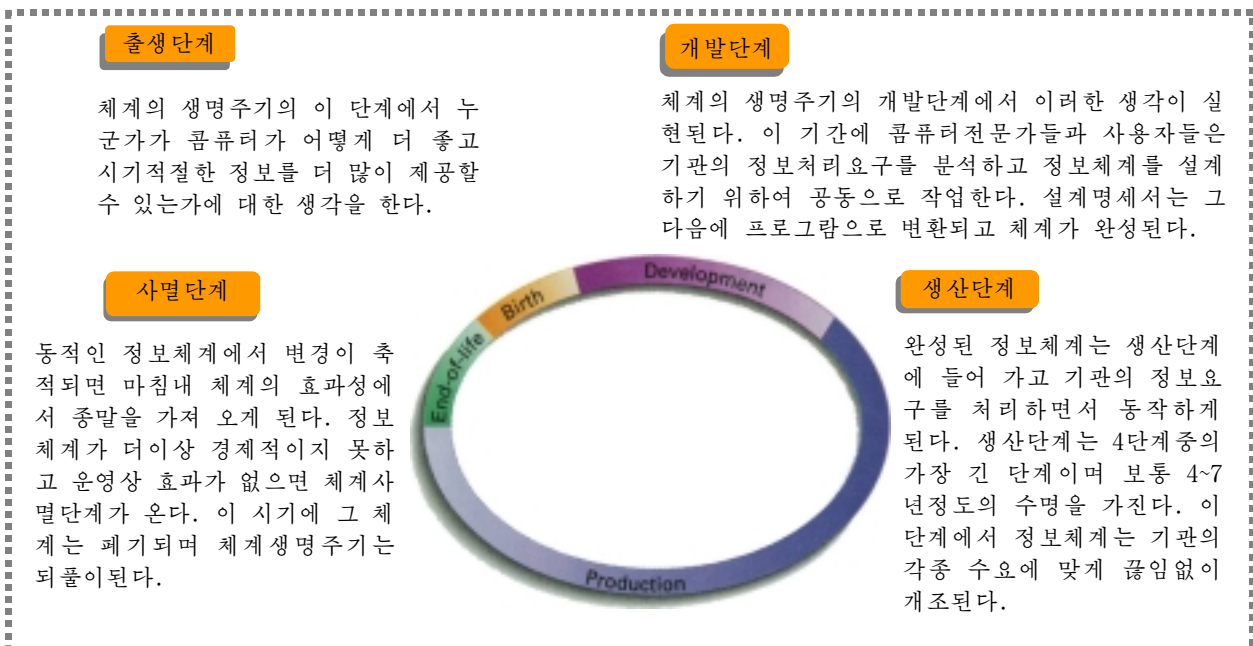 출생단계
체계의 생명주기의 이 단계에서 누
군가가 콤퓨터가 어떻게 더 좋고
시기적절한 정보를 더 많이 제공할
수 있는가에 대한 생각을 한다.
개발단계
체계의 생명주기의 개발단계에서 이러한 생각이 실
현된다. 이 기간에 콤퓨터전문가들과 사용자들은
기관의 정보처리요구를 분석하고 정보체계를 설계
하기 위하여 공동으로 작업한다. 설계명세서는 그
다음에 프로그람으로 변환되고 체계가 완성된다.
사멸단계
동적인 정보체계에서 변경이 축
적되면 마침내 체계의 효과성에
서 종말을 가져 오게 된다. 정보
체계가 더이상 경제적이지 못하
고 운영상 효과가 없으면 체계사
멸단계가 온다. 이 시기에 그 체
계는 페기되며 체계생명주기는
되풀이된다.
End-of-life
Birth
Development
Production
생산단계
완성된 정보체계는 생산단계
에 들어 가고 기관의 정보요
구를 처리하면서 동작하게
된다. 생산단계는 4단계중의
가장 긴 단계이며 보통 4~7
년정도의 수명을 가진다. 이
단계에서 정보체계는 기관의
각종 수요에 맞게 끊임없이
개조된다.